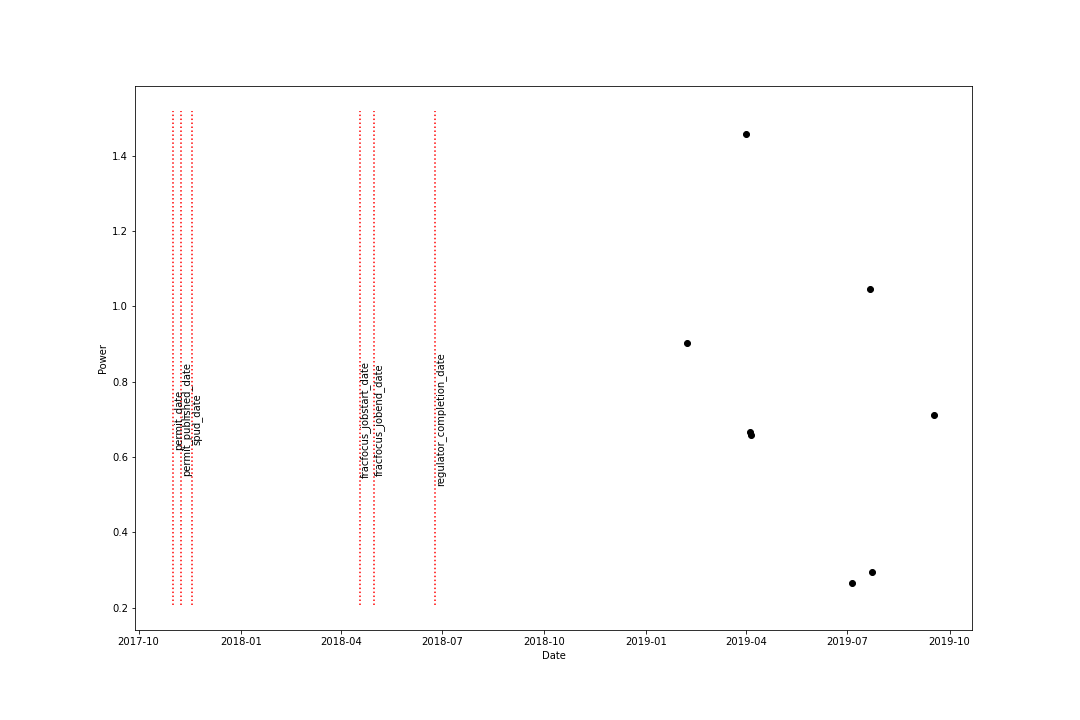 1.4
1.2
1.0
0.8
0.6
0.4
0.2
Power
permit_date
permit_published_date
spud_date
fracfocus_jobstart_date
fracfocus_jobend_date
regulator_completion_date
2017-10
2018-01
2018-04
2018-07
2018-10
2019-01
2019-04
2019-07
2019-10
Date